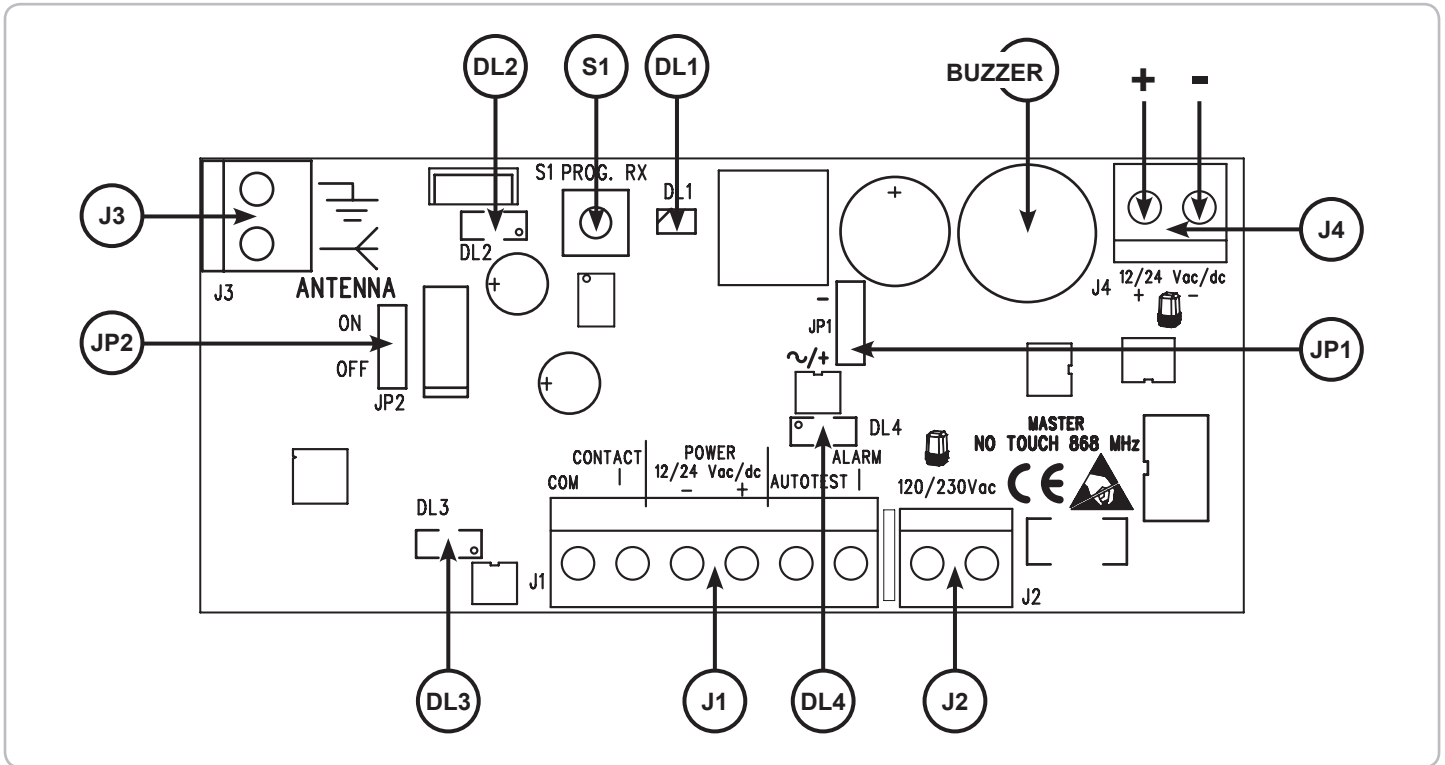 DL2 S1 DL1 BUZZER + -
S1 PROG. RX
DL1
J3
DL2
J4
J3
ANTENNA
+
+
-
J4 12/24 Vac/dc
+ -
JP2
ON
OFF
JP2
JP1
~/+
JP1
+
DL4
MASTER
NO TOUCH 868 MHz
CE
COM
CONTACT
POWER
12/24 Vac/dc
- +
AUTOTEST
ALARM
120/230Vac
DL3
J1
J2
DL3 J1 DL4 J2